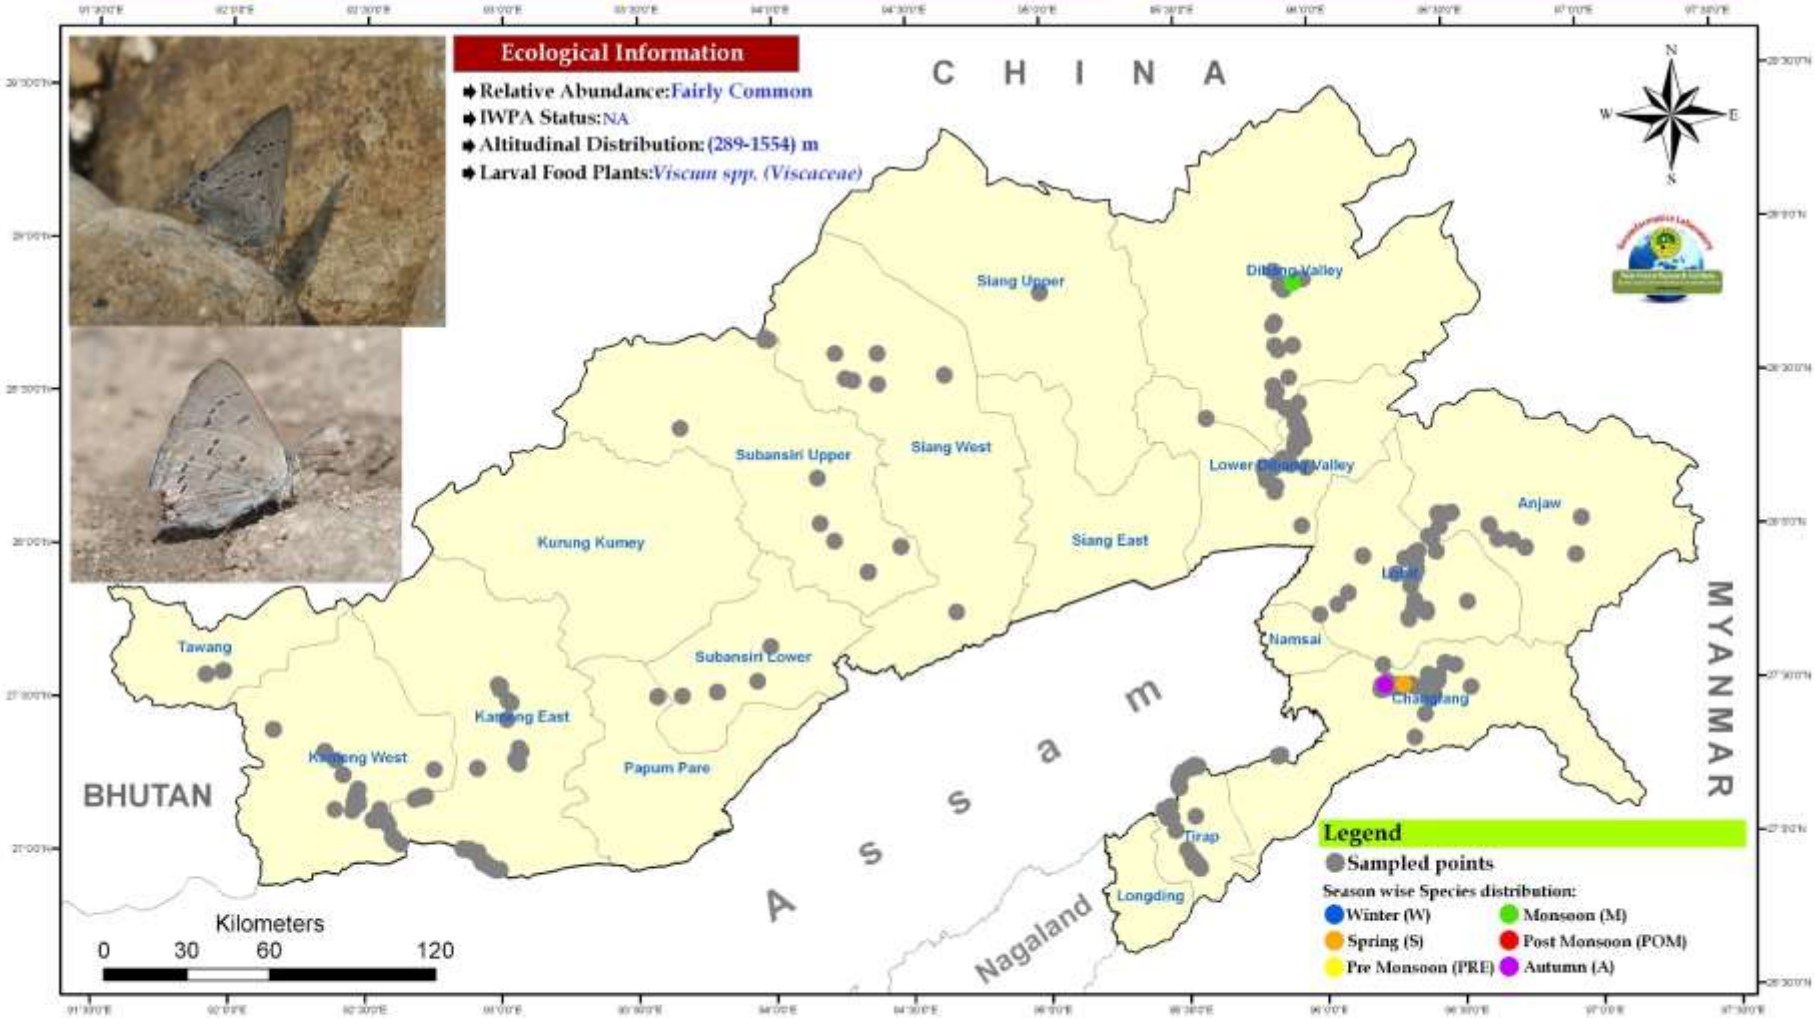 Ecological Information
Relative Abundance:Fairly Common
IWPA Status:NA
Altitudinal Distribution:(289-1554) m
Larval Food Plants:Viscum spp. (Viscaceae)
C H I N A
N
W E
S
Dibang Valley
Siang Upper
Subansiri Upper
Siang West
Lower Dibang Valley
Anjaw
Kurung Kumey
Siang East
Lohit
Namsai
Tawang
Subansiri Lower
Changlang
Kameng East
Kameng West
Papum Pare
BHUTAN
MYANMAR
Assam
Tirap
Longding
Nagaland
Kilometers
0 30 60 120
Legend
Sampled points
Season wise Species distribution:
Winter (W)
Monsoon (M)
Spring (S)
Post Monsoon (POM)
Pre Monsoon (PRE)
Autumn (A)